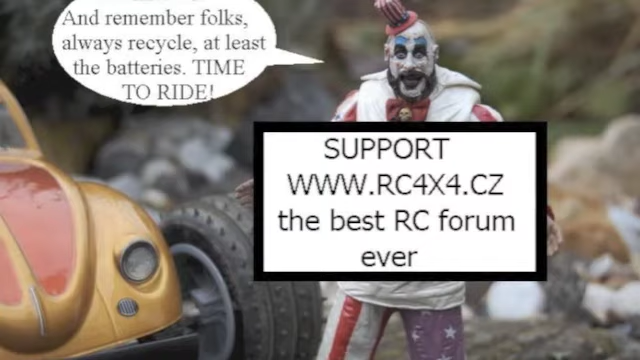 And remember folks,
always recycle, at least
the batteries. TIME
TO RIDE!
SUPPORT
WWW.RC4X4.CZ
the best RC forum
ever